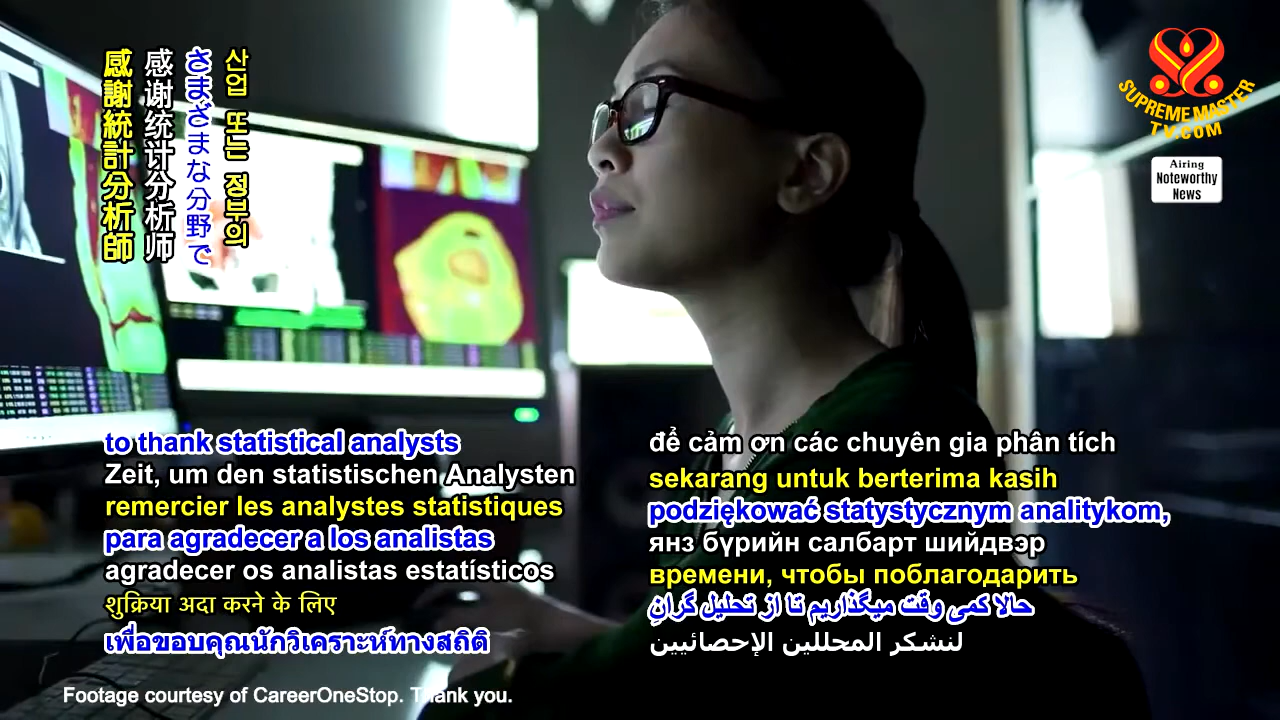 感謝統計分析師
感谢统计分析师
さまざまな分野で
산업 또는 정부의
SUPREME MASTER
TV.COM
Airing
Noteworthy
News
to thank statistical analysts
Zeit, um den statistischen Analysten
remercier les analystes statistiques
para agradecer a los analistas
agradecer os analistas estatísticos
शुक्रिया अदा करने के लिए
เพื่อขอบคุณนักวิเคราะห์ทางสถิติ
để cảm ơn các chuyên gia phân tích
sekarang untuk berterima kasih
podziękować statystycznym analitykom,
янз бүрийн салбарт шийдвэр
времени, чтобы поблагодарить
حالا کمی وقت میگذاریم تا از تحلیل گرانِ
لنشكر المحللين الإحصائيين
Footage courtesy of CareerOneStop. Thank you.